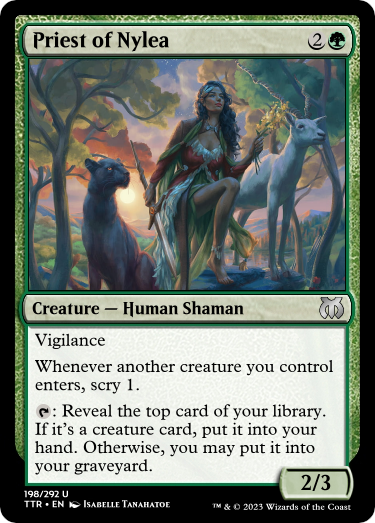 Priest of Nylea 2
Creature — Human Shaman
Vigilance
Whenever another creature you control
enters, scry 1.
: Reveal the top card of your library.
If it's a creature card, put it into your
hand. Otherwise, you may put it into
your graveyard.
2/3
198/292 U
TTR • EN Isabelle Tanahatoe
™ & © 2023 Wizards of the Coast